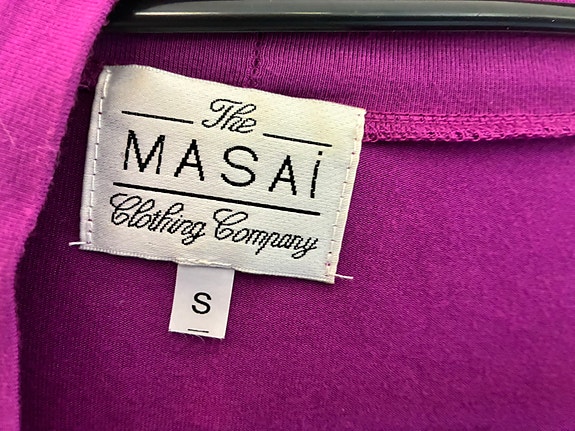 The
MASAi
Clothing Company
S